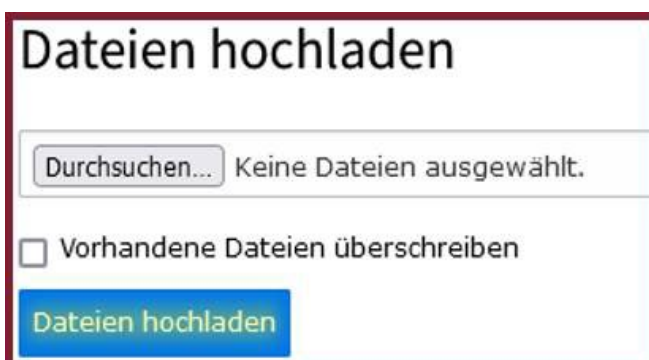 Dateien hochladen
Durchsuchen... Keine Dateien ausgewählt.
Vorhandene Dateien überschreiben
Dateien hochladen